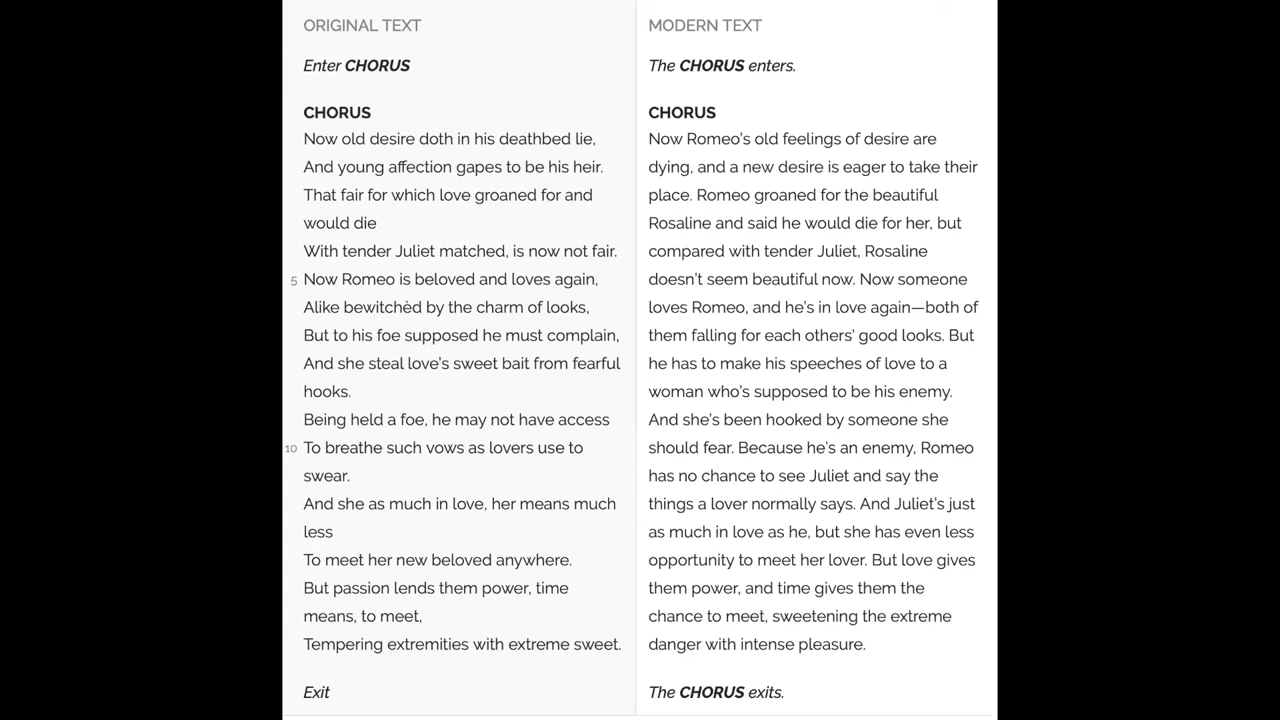 ORIGINAL TEXT
Enter CHORUS
CHORUS
Now old desire doth in his deathbed lie,
And young affection gapes to be his heir.
That fair for which love groaned for and
would die
With tender Juliet matched, is now not fair.
5 Now Romeo is beloved and loves again,
Alike bewitchèd by the charm of looks,
But to his foe supposed he must complain,
And she steal love's sweet bait from fearful
hooks.
Being held a foe, he may not have access
10 To breathe such vows as lovers use to
swear.
And she as much in love, her means much
less
To meet her new beloved anywhere.
But passion lends them power, time
means, to meet,
Tempering extremities with extreme sweet.
Exit
MODERN TEXT
The CHORUS enters.
CHORUS
Now Romeo's old feelings of desire are
dying, and a new desire is eager to take their
place. Romeo groaned for the beautiful
Rosaline and said he would die for her, but
compared with tender Juliet, Rosaline
doesn't seem beautiful now. Now someone
loves Romeo, and he's in love again—both of
them falling for each others' good looks. But
he has to make his speeches of love to a
woman who's supposed to be his enemy.
And she's been hooked by someone she
should fear. Because he's an enemy, Romeo
has no chance to see Juliet and say the
things a lover normally says. And Juliet's just
as much in love as he, but she has even less
opportunity to meet her lover. But love gives
them power, and time gives them the
chance to meet, sweetening the extreme
danger with intense pleasure.
The CHORUS exits.